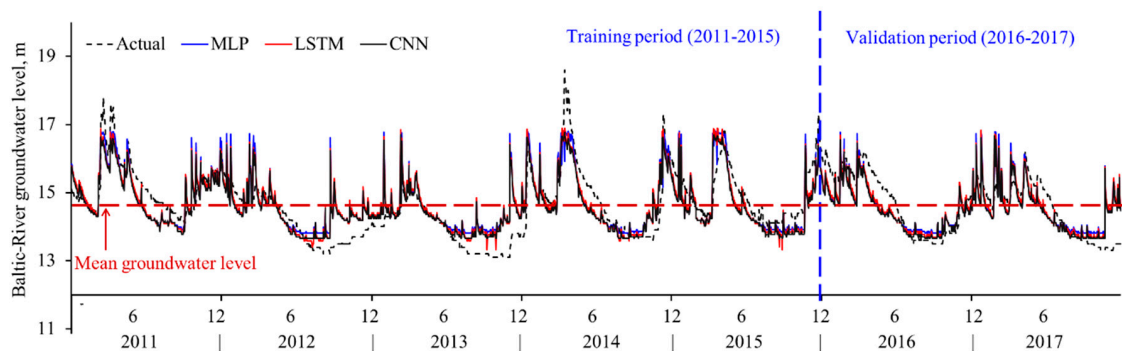 19
17
15
13
11
Baltic-River groundwater level, m
Actual MLP LSTM CNN
Training period (2011-2015) Validation period (2016-2017)
Mean groundwater level
- 6 12 6 12 6 12 6 12 6 12 6 12 6
2011 | 2012 | 2013 | 2014 | 2015 | 2016 | 2017